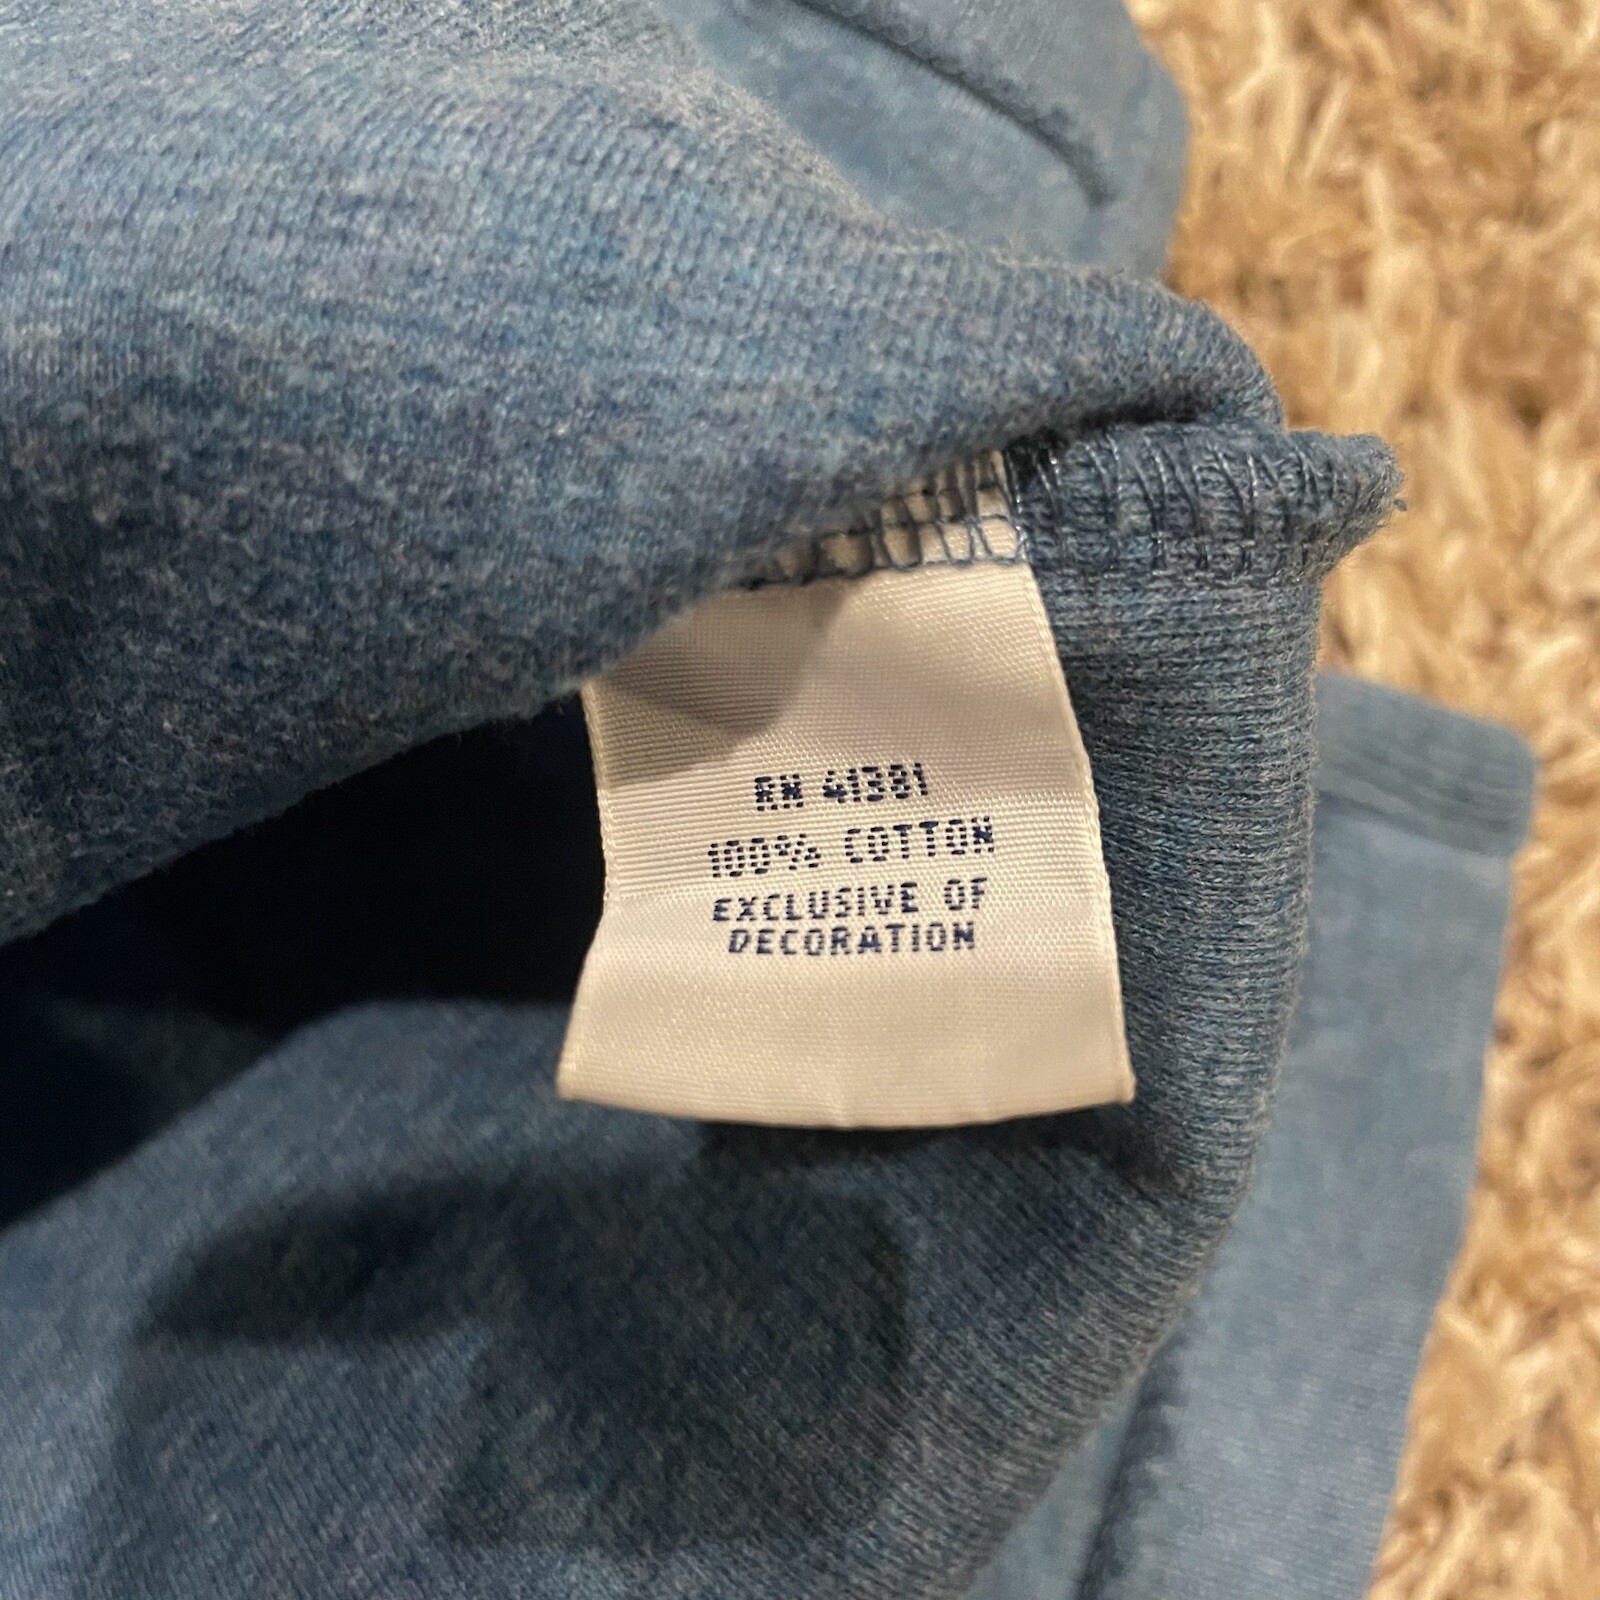 RN 41381
100% COTTON
EXCLUSIVE OF
DECORATION